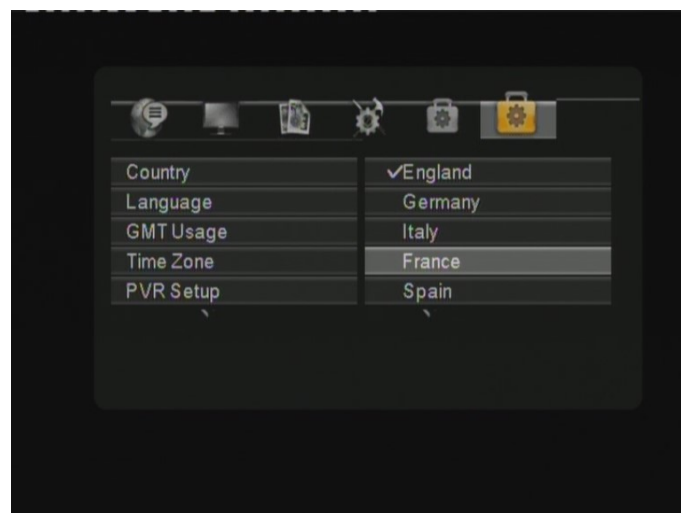 Country
Language
GMT Usage
Time Zone
PVR Setup
✓England
Germany
Italy
France
Spain